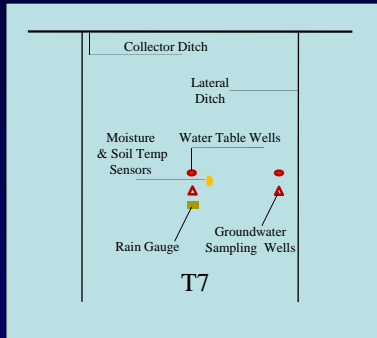 Collector Ditch
Lateral
Ditch
Moisture
& Soil Temp
Sensors
Water Table Wells
Rain Gauge
Groundwater
Sampling Wells
T7